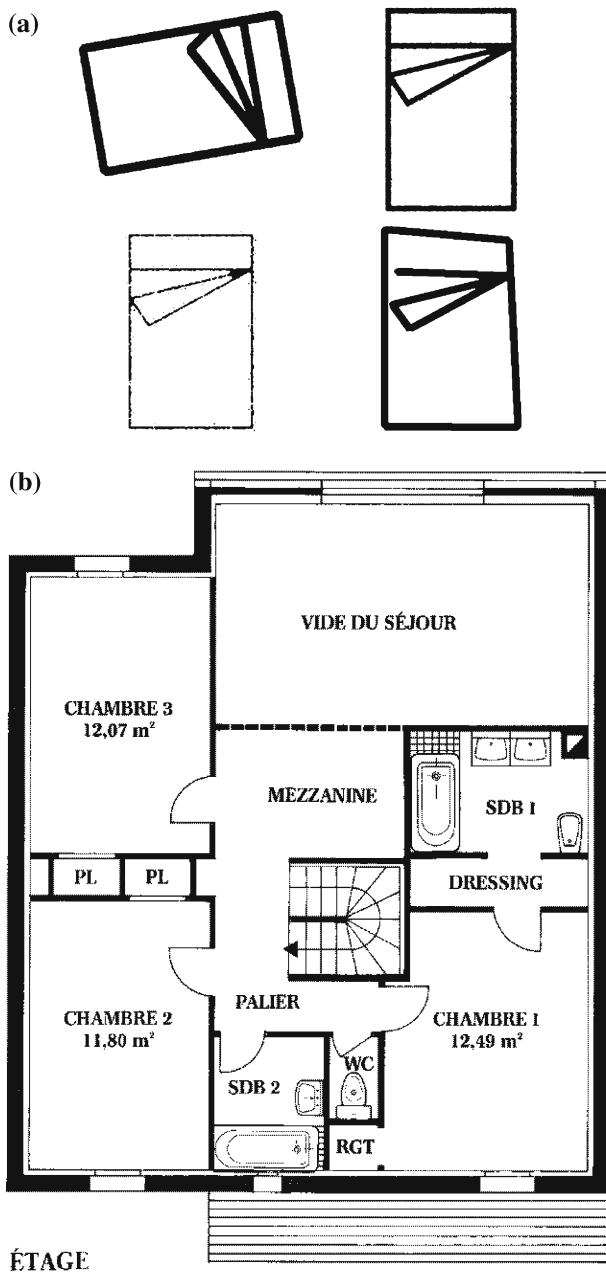 (a)
(b)
VIDE DU SÉJOUR
CHAMBRE 3
12,07 m²
MEZZANINE
SDB 1
PL
PL
DRESSING
PALIER
CHAMBRE 2
11,80 m²
CHAMBRE 1
12,49 m²
WC
SDB 2
RGT
ÉTAGE